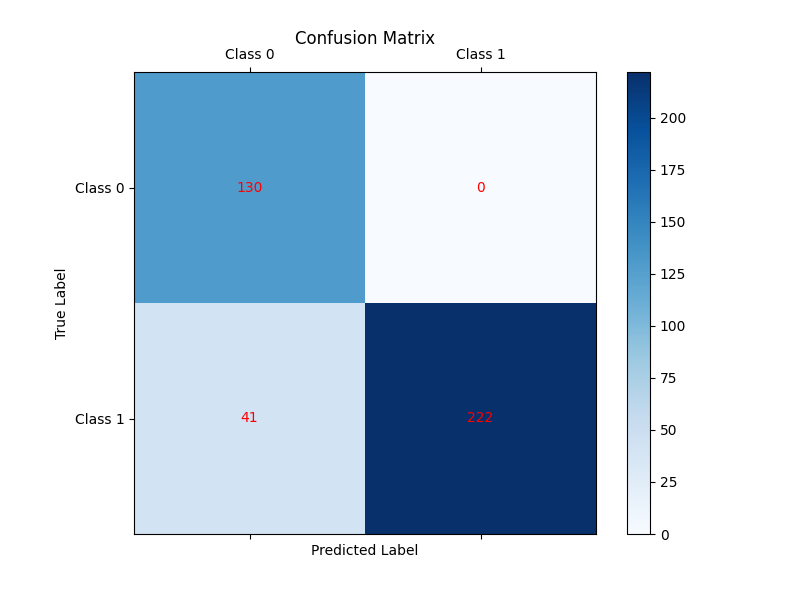 Confusion Matrix
Class 0 Class 1
Class 0 130 0
Class 1 41 222
True Label
Predicted Label
200
175
150
125
100
75
50
25
0